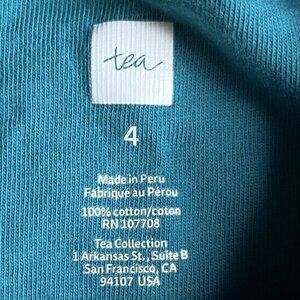 tea
4
Made in Peru
Fabriqué au Pérou
100% cotton/coton
RN 107708
Tea Collection
1 Arkansas St., Suite B
San Francisco, CA
94107 USA